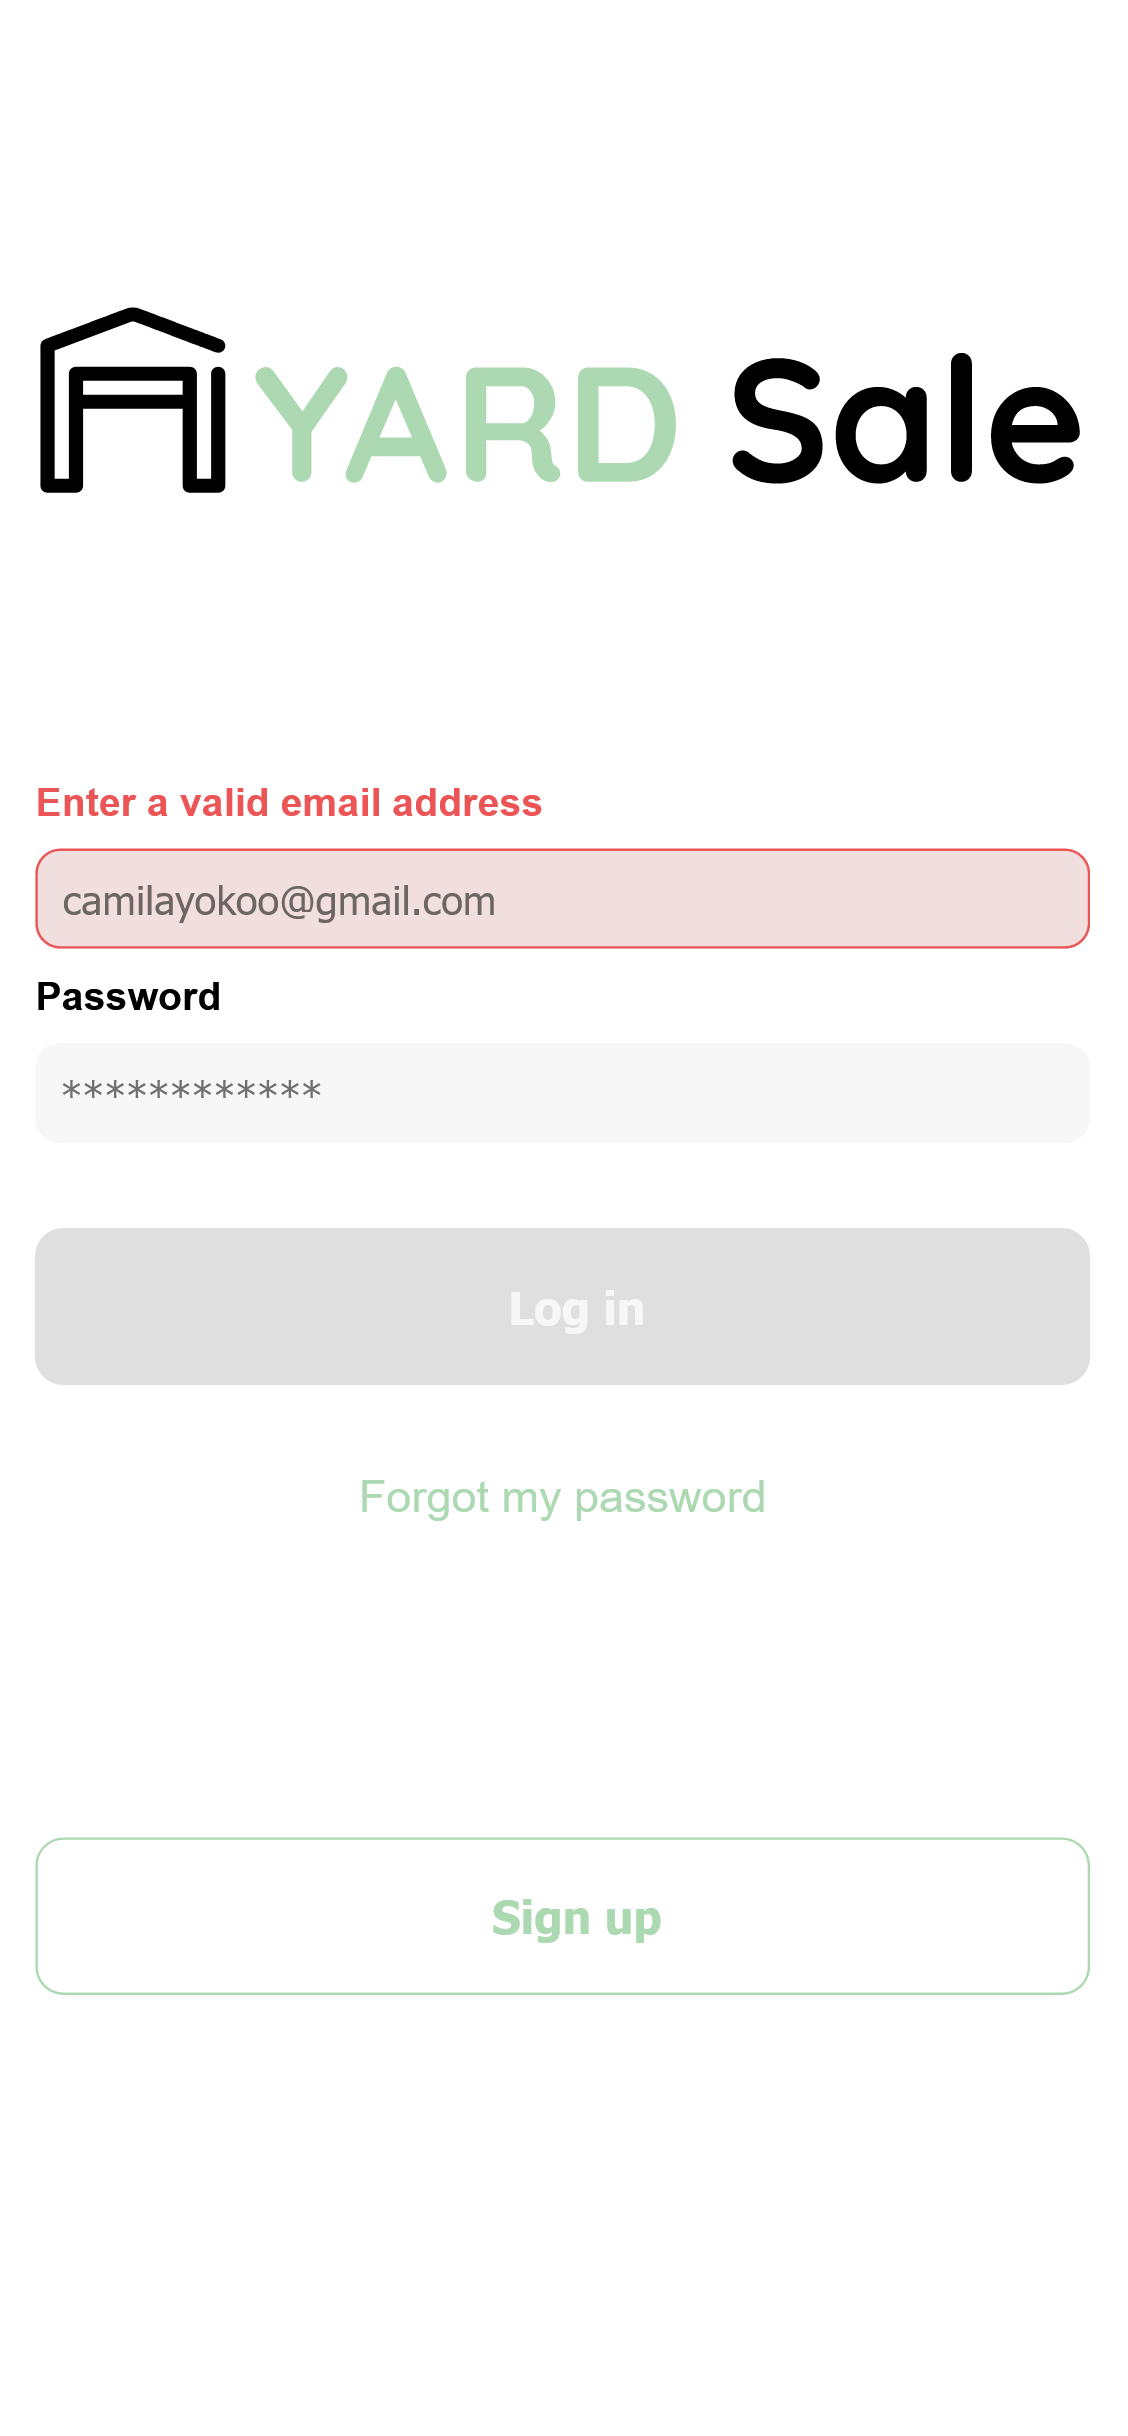 YARD Sale
Enter a valid email address
camilayokoo@gmail.com
Password
************
Log in
Forgot my password
Sign up